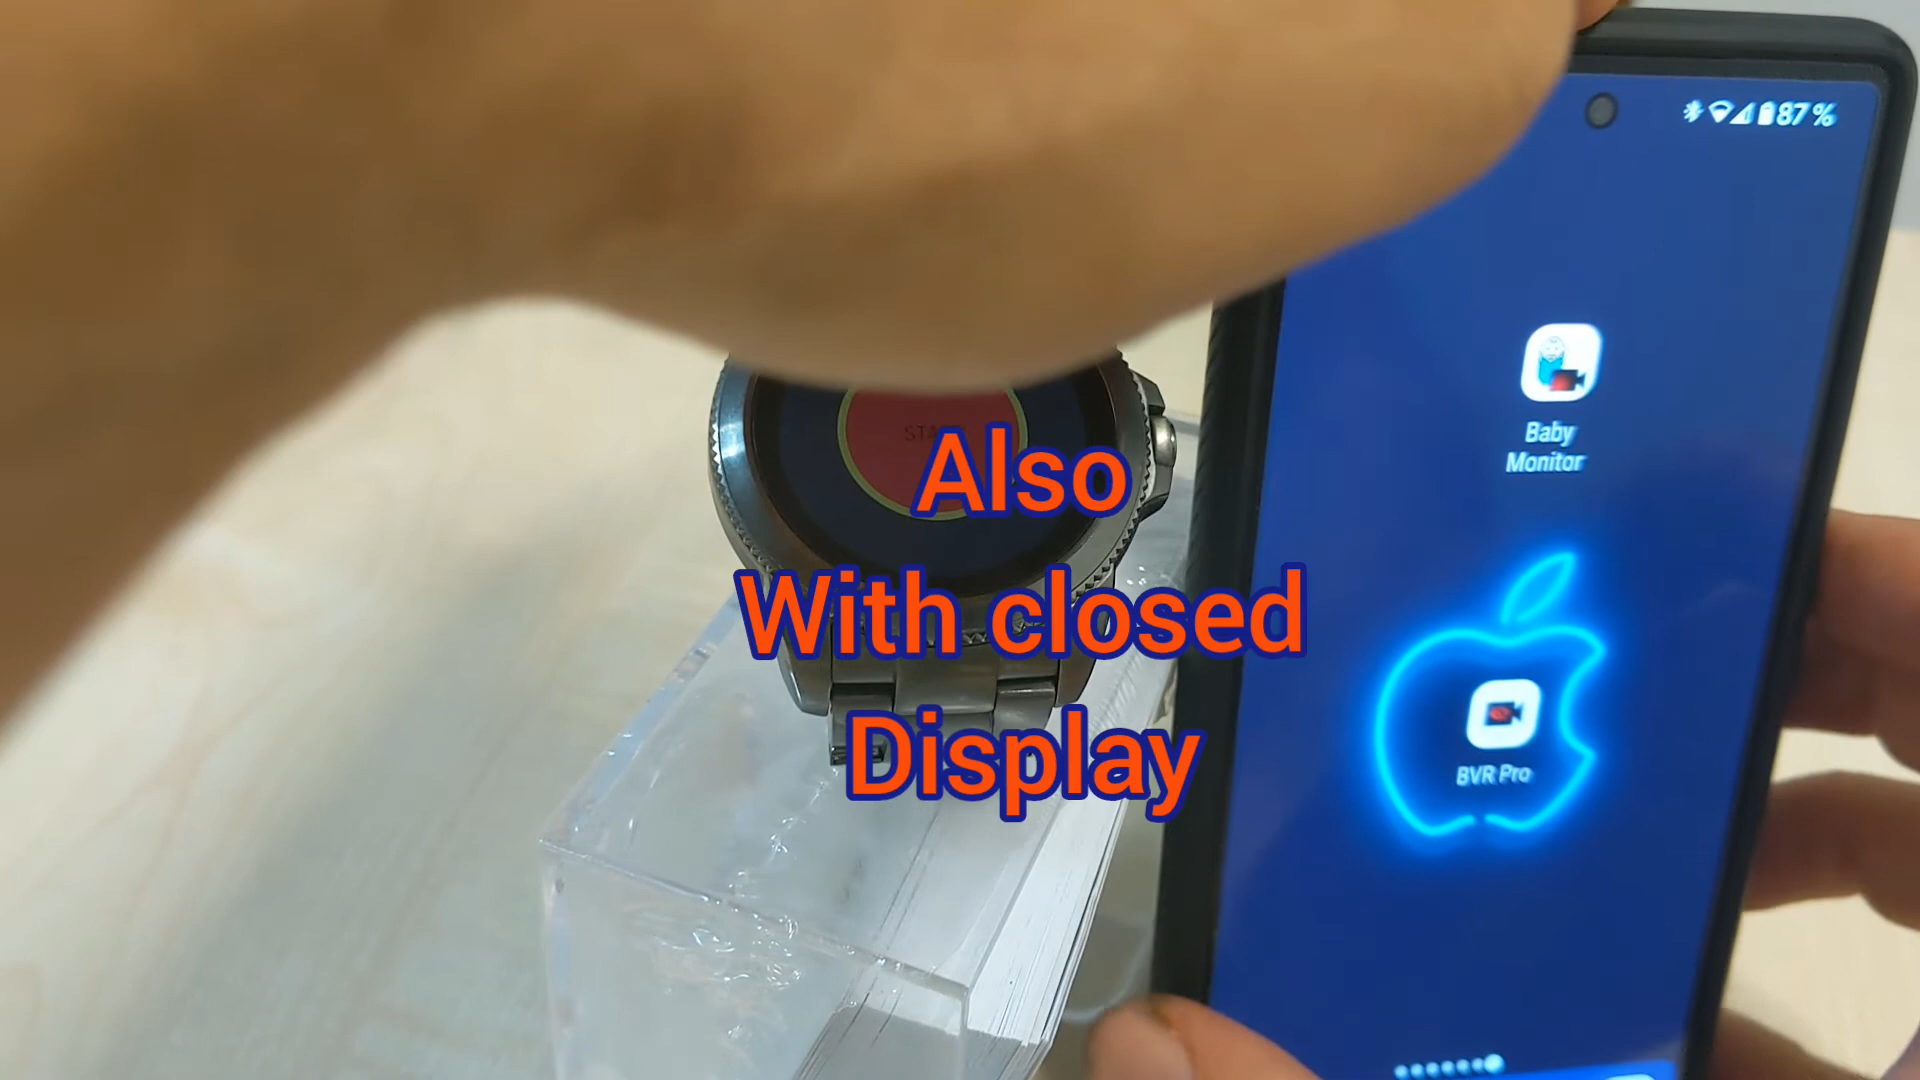 87 %
Baby
Monitor
Also
With closed
Display
BVR Pro